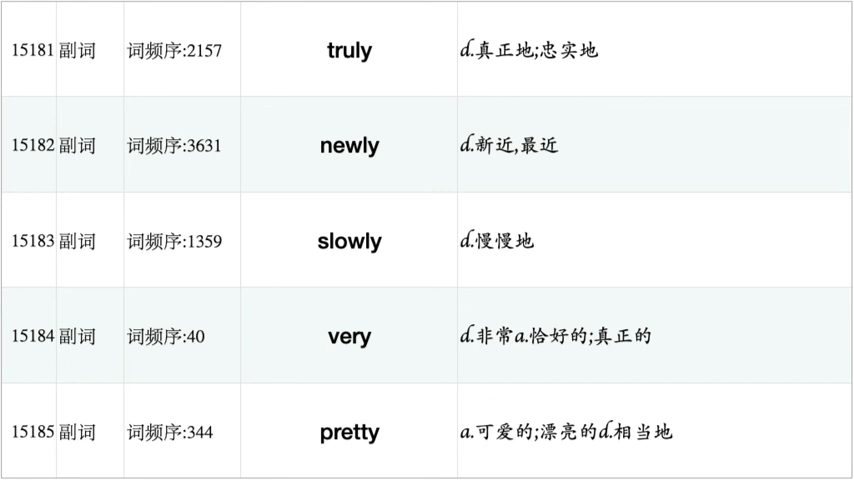 15181 副词 词频序:2157 truly d.真正地;忠实地
15182 副词 词频序:3631 newly d.新近,最近
15183 副词 词频序:1359 slowly d.慢慢地
15184 副词 词频序:40 very d.非常a.恰好的;真正的
15185 副词 词频序:344 pretty a.可爱的;漂亮的d.相当地